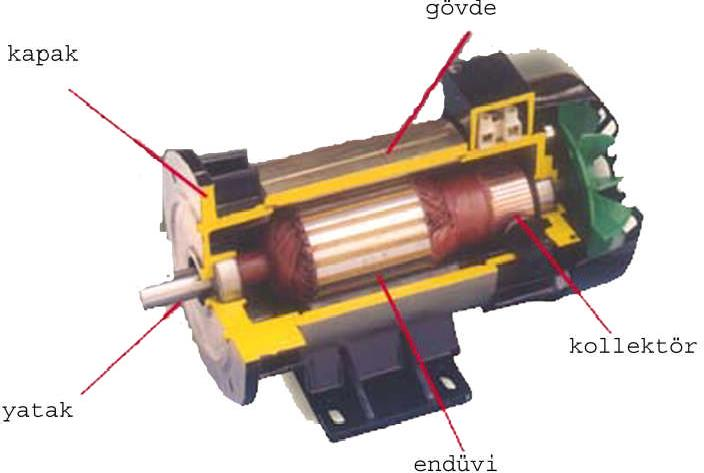 gövde
kapak
kollektör
yatak
endüvi